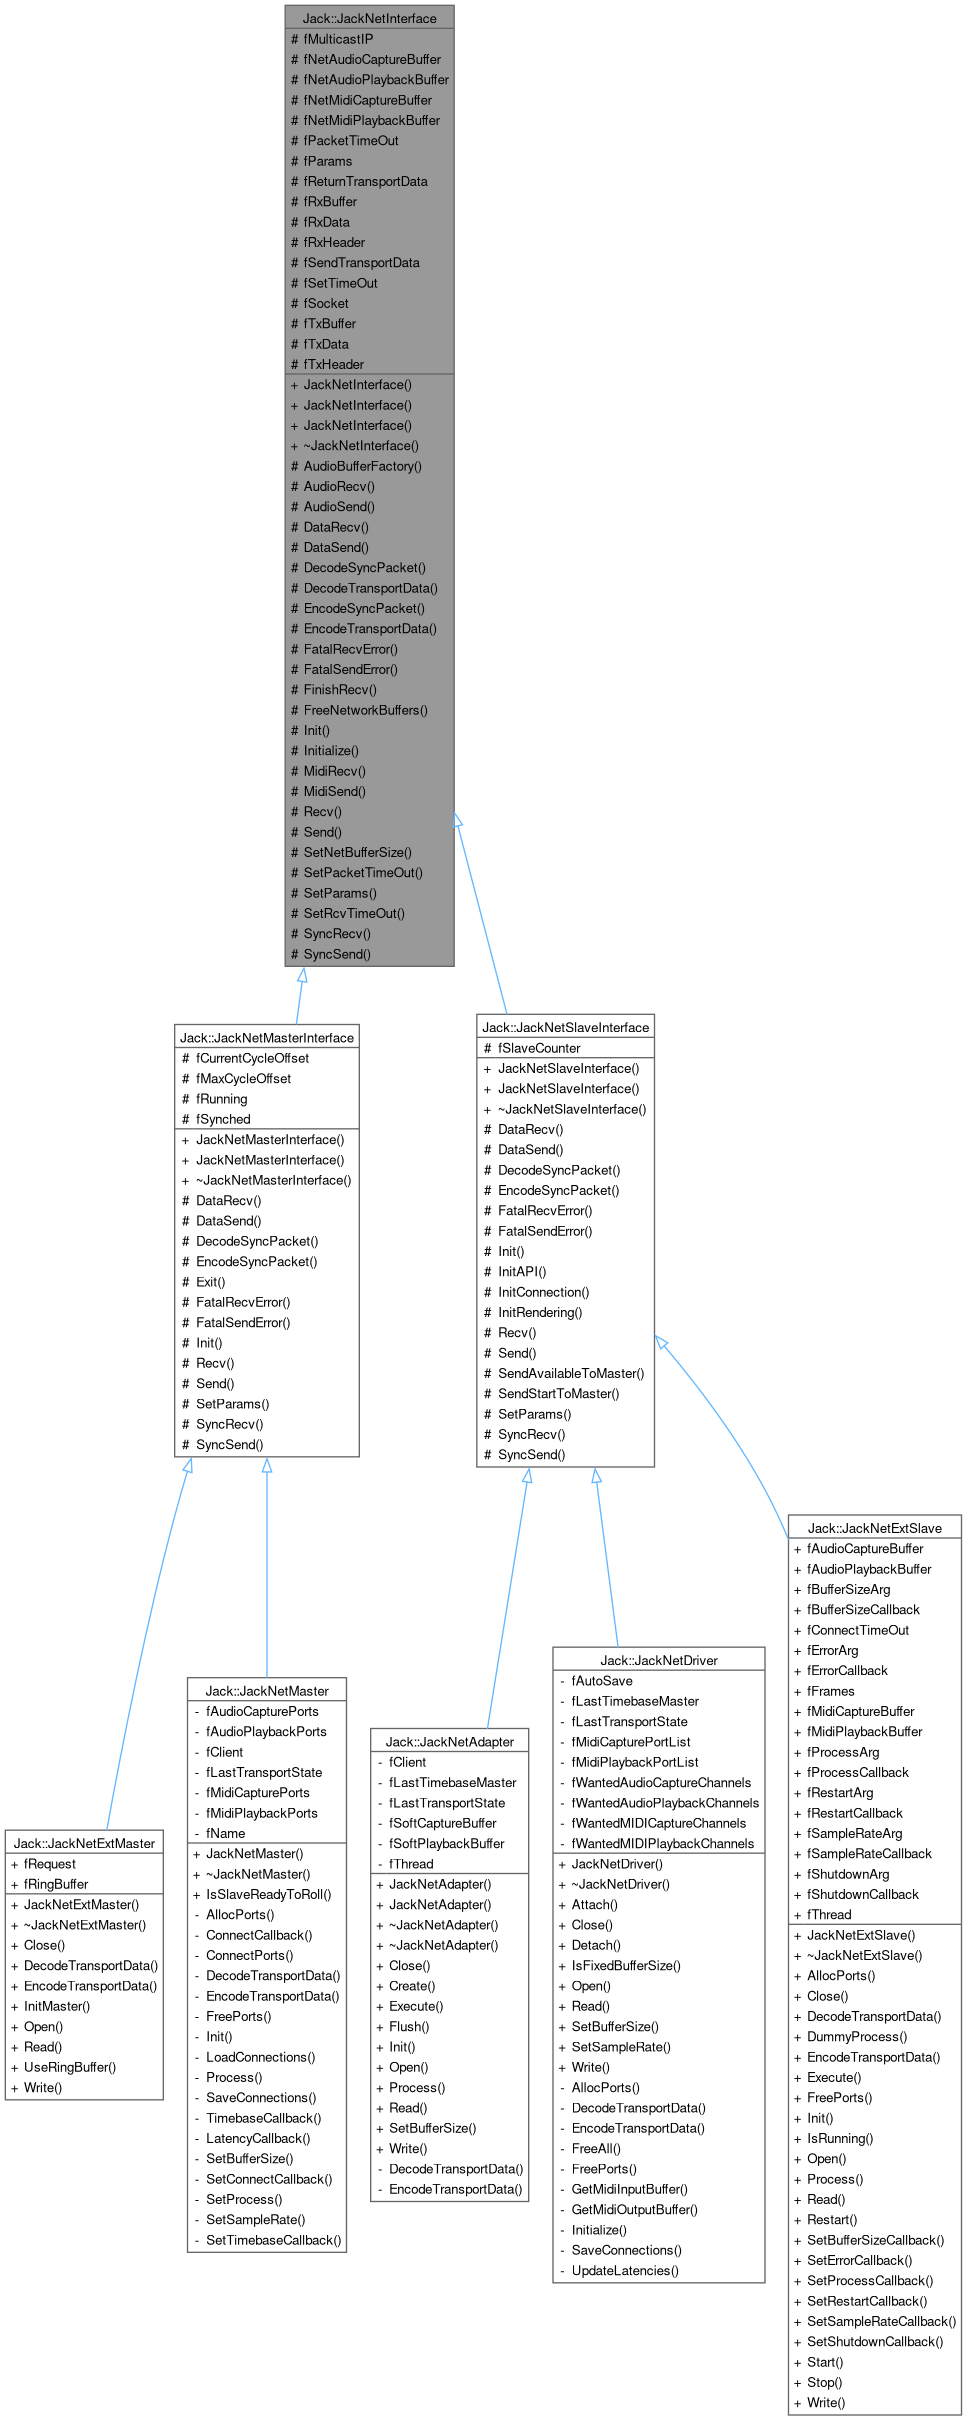 Jack::JackNetInterface
# fMulticastIP
# fNetAudioCaptureBuffer
# fNetAudioPlaybackBuffer
# fNetMidiCaptureBuffer
# fNetMidiPlaybackBuffer
# fPacketTimeOut
# fParams
# fReturnTransportData
# fRxBuffer
# fRxData
# fRxHeader
# fSendTransportData
# fSetTimeOut
# fSocket
# fTxBuffer
# fTxData
# fTxHeader
+ JackNetInterface()
+ JackNetInterface()
+ JackNetInterface()
+ ~JackNetInterface()
# AudioBufferFactory()
# AudioRecv()
# AudioSend()
# DataRecv()
# DataSend()
# DecodeSyncPacket()
# DecodeTransportData()
# EncodeSyncPacket()
# EncodeTransportData()
# FatalRecvError()
# FatalSendError()
# FinishRecv()
# FreeNetworkBuffers()
# Init()
# Initialize()
# MidiRecv()
# MidiSend()
# Recv()
# Send()
# SetNetBufferSize()
# SetPacketTimeOut()
# SetParams()
# SetRcvTimeOut()
# SyncRecv()
# SyncSend()
Jack::JackNetMasterInterface
# fCurrentCycleOffset
# fMaxCycleOffset
# fRunning
# fSynched
+ JackNetMasterInterface()
+ JackNetMasterInterface()
+ ~JackNetMasterInterface()
# DataRecv()
# DataSend()
# DecodeSyncPacket()
# EncodeSyncPacket()
# Exit()
# FatalRecvError()
# FatalSendError()
# Init()
# Recv()
# Send()
# SetParams()
# SyncRecv()
# SyncSend()
Jack::JackNetSlaveInterface
# fSlaveCounter
+ JackNetSlaveInterface()
+ JackNetSlaveInterface()
+ ~JackNetSlaveInterface()
# DataRecv()
# DataSend()
# DecodeSyncPacket()
# EncodeSyncPacket()
# FatalRecvError()
# FatalSendError()
# Init()
# InitAPI()
# InitConnection()
# InitRendering()
# Recv()
# Send()
# SendAvailableToMaster()
# SendStartToMaster()
# SetParams()
# SyncRecv()
# SyncSend()
Jack::JackNetExtMaster
+ fRequest
+ fRingBuffer
+ JackNetExtMaster()
+ ~JackNetExtMaster()
+ Close()
+ DecodeTransportData()
+ EncodeTransportData()
+ InitMaster()
+ Open()
+ Read()
+ UseRingBuffer()
+ Write()
Jack::JackNetMaster
- fAudioCapturePorts
- fAudioPlaybackPorts
- fClient
- fLastTransportState
- fMidiCapturePorts
- fMidiPlaybackPorts
- fName
+ JackNetMaster()
+ ~JackNetMaster()
+ IsSlaveReadyToRoll()
- AllocPorts()
- ConnectCallback()
- ConnectPorts()
- DecodeTransportData()
- EncodeTransportData()
- FreePorts()
- Init()
- LoadConnections()
- Process()
- SaveConnections()
- TimebaseCallback()
- LatencyCallback()
- SetBufferSize()
- SetConnectCallback()
- SetProcess()
- SetSampleRate()
- SetTimebaseCallback()
Jack::JackNetAdapter
- fClient
- fLastTimebaseMaster
- fLastTransportState
- fSoftCaptureBuffer
- fSoftPlaybackBuffer
- fThread
+ JackNetAdapter()
+ JackNetAdapter()
+ ~JackNetAdapter()
+ ~JackNetAdapter()
+ Close()
+ Create()
+ Execute()
+ Flush()
+ Init()
+ Open()
+ Process()
+ Read()
+ SetBufferSize()
+ Write()
- DecodeTransportData()
- EncodeTransportData()
Jack::JackNetDriver
- fAutoSave
- fLastTimebaseMaster
- fLastTransportState
- fMidiCapturePortList
- fMidiPlaybackPortList
- fWantedAudioCaptureChannels
- fWantedAudioPlaybackChannels
- fWantedMIDICaptureChannels
- fWantedMIDIPlaybackChannels
+ JackNetDriver()
+ ~JackNetDriver()
+ Attach()
+ Close()
+ Detach()
+ IsFixedBufferSize()
+ Open()
+ Read()
+ SetBufferSize()
+ SetSampleRate()
+ Write()
- AllocPorts()
- DecodeTransportData()
- EncodeTransportData()
- FreeAll()
- FreePorts()
- GetMidiInputBuffer()
- GetMidiOutputBuffer()
- Initialize()
- SaveConnections()
- UpdateLatencies()
Jack::JackNetExtSlave
+ fAudioCaptureBuffer
+ fAudioPlaybackBuffer
+ fBufferSizeArg
+ fBufferSizeCallback
+ fConnectTimeOut
+ fErrorArg
+ fErrorCallback
+ fFrames
+ fMidiCaptureBuffer
+ fMidiPlaybackBuffer
+ fProcessArg
+ fProcessCallback
+ fRestartArg
+ fRestartCallback
+ fSampleRateArg
+ fSampleRateCallback
+ fShutdownArg
+ fShutdownCallback
+ fThread
+ JackNetExtSlave()
+ ~JackNetExtSlave()
+ AllocPorts()
+ Close()
+ DecodeTransportData()
+ DummyProcess()
+ EncodeTransportData()
+ Execute()
+ FreePorts()
+ Init()
+ IsRunning()
+ Open()
+ Process()
+ Read()
+ Restart()
+ SetBufferSizeCallback()
+ SetErrorCallback()
+ SetProcessCallback()
+ SetRestartCallback()
+ SetSampleRateCallback()
+ SetShutdownCallback()
+ Start()
+ Stop()
+ Write()